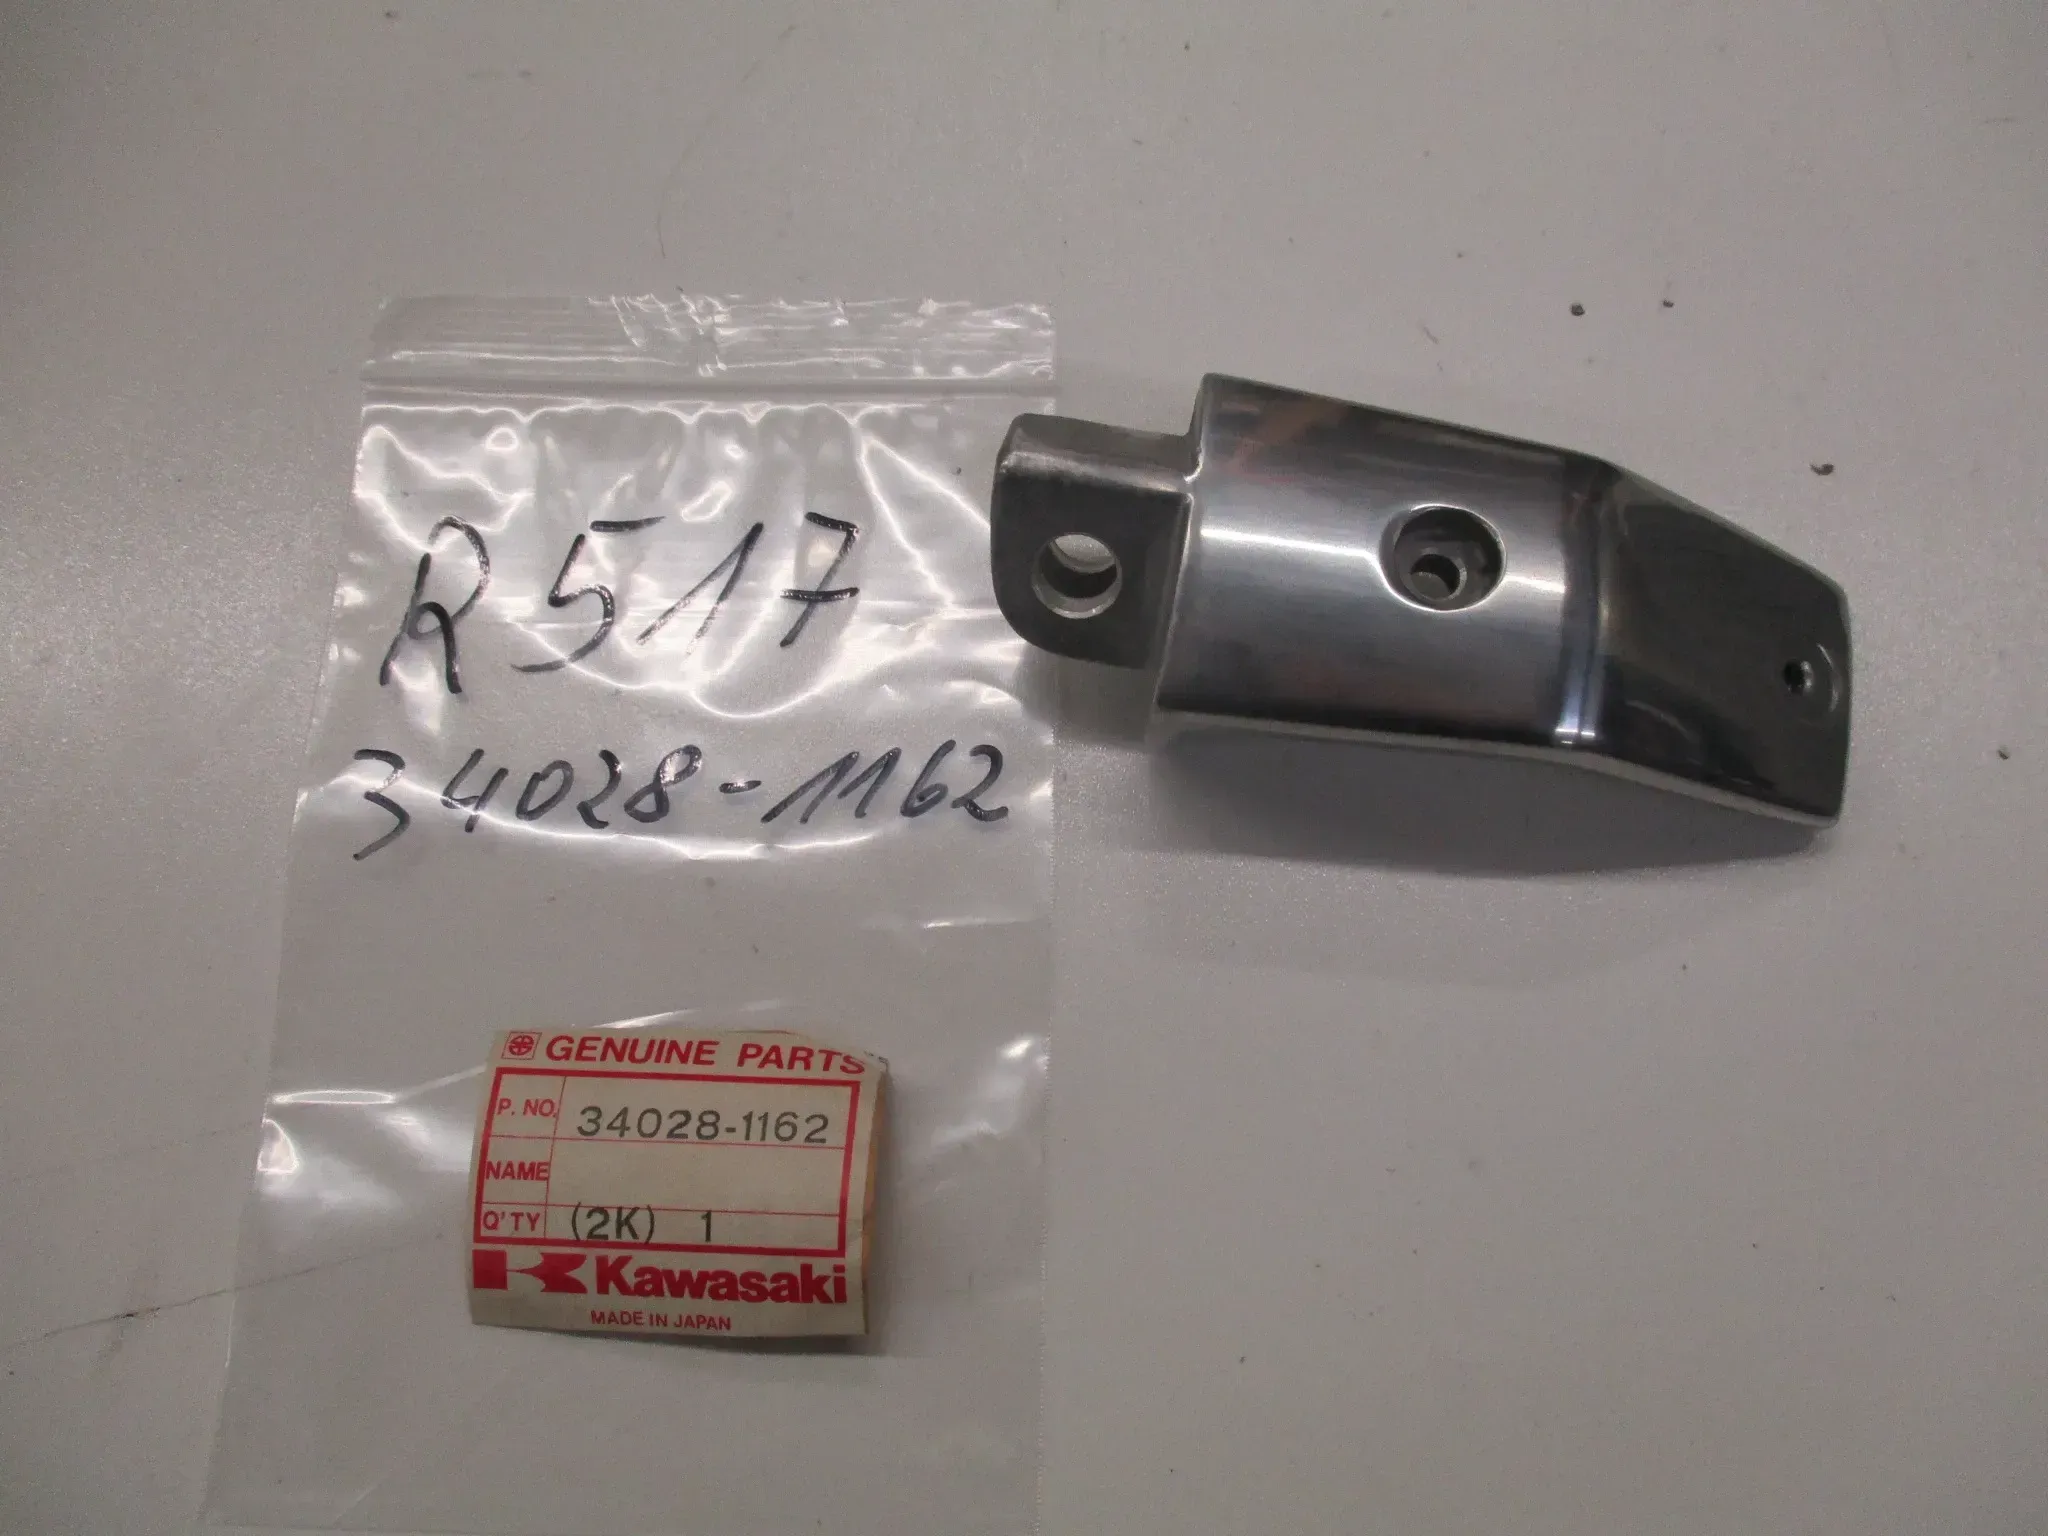 R517
34028-1162
GENUINE PARTS
P. NO. 34028-1162
NAME
Q'TY (2K) 1
Kawasaki
MADE IN JAPAN